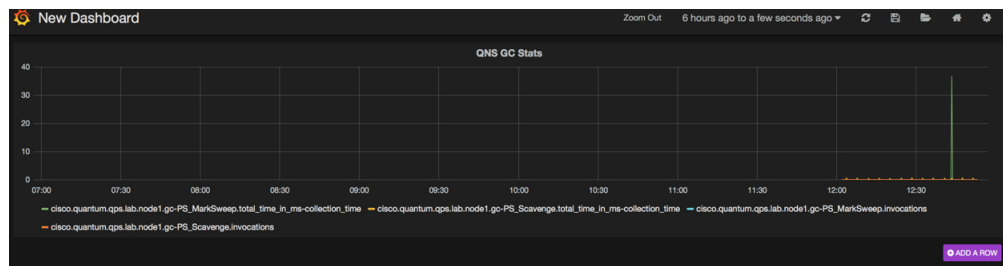 New Dashboard
Zoom Out 6 hours ago to a few seconds ago
QNS GC Stats
40
30
20
10
0
07:00 07:30 08:00 08:30 09:00 09:30 10:00 10:30 11:00 11:30 12:00 12:30
cisco.quantum.qps.lab.node1.gc-PS_MarkSweep.total_time_in_ms-collection_time cisco.quantum.qps.lab.node1.gc-PS_Scavenge.total_time_in_ms-collection_time cisco.quantum.qps.lab.node1.gc-PS_MarkSweep.invocations
cisco.quantum.qps.lab.node1.gc-PS_Scavenge.invocations
ADD A ROW